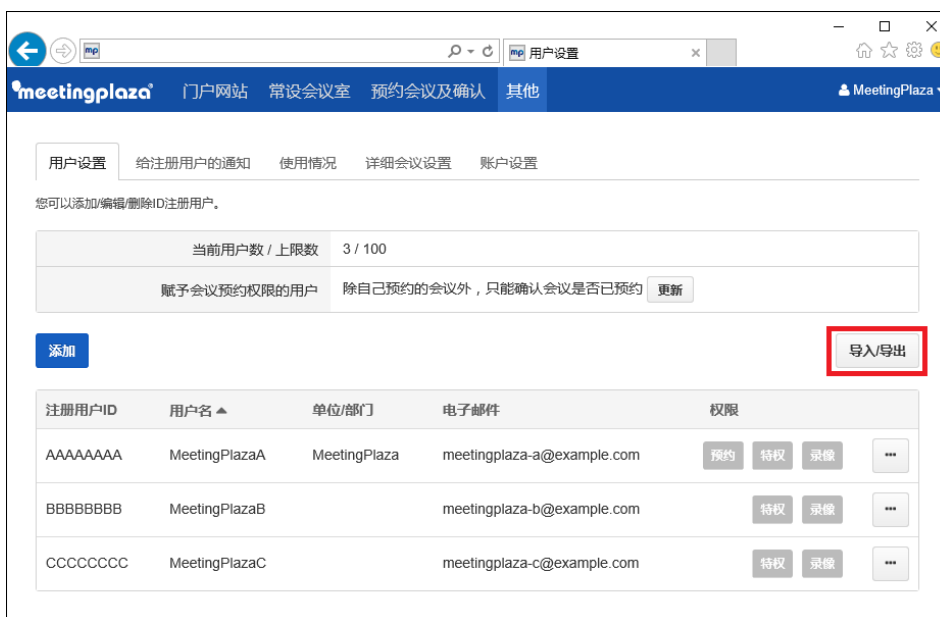 mp
mp 用户设置
meetingplaza 门户网站 常设会议室 预约会议及确认 其他 MeetingPlaza
用户设置 给注册用户的通知 使用情况 详细会议设置 账户设置
您可以添加/编辑/删除ID注册用户。
当前用户数 / 上限数 3 / 100
赋予会议预约权限的用户 除自己预约的会议外，只能确认会议是否已预约 更新
添加 导入/导出
注册用户ID 用户名 单位/部门 电子邮件 权限
AAAAAAAA MeetingPlazaA MeetingPlaza meetingplaza-a@example.com 预约 特权 录像
BBBBBBBB MeetingPlazaB meetingplaza-b@example.com 特权 录像
CCCCCCCC MeetingPlazaC meetingplaza-c@example.com 特权 录像